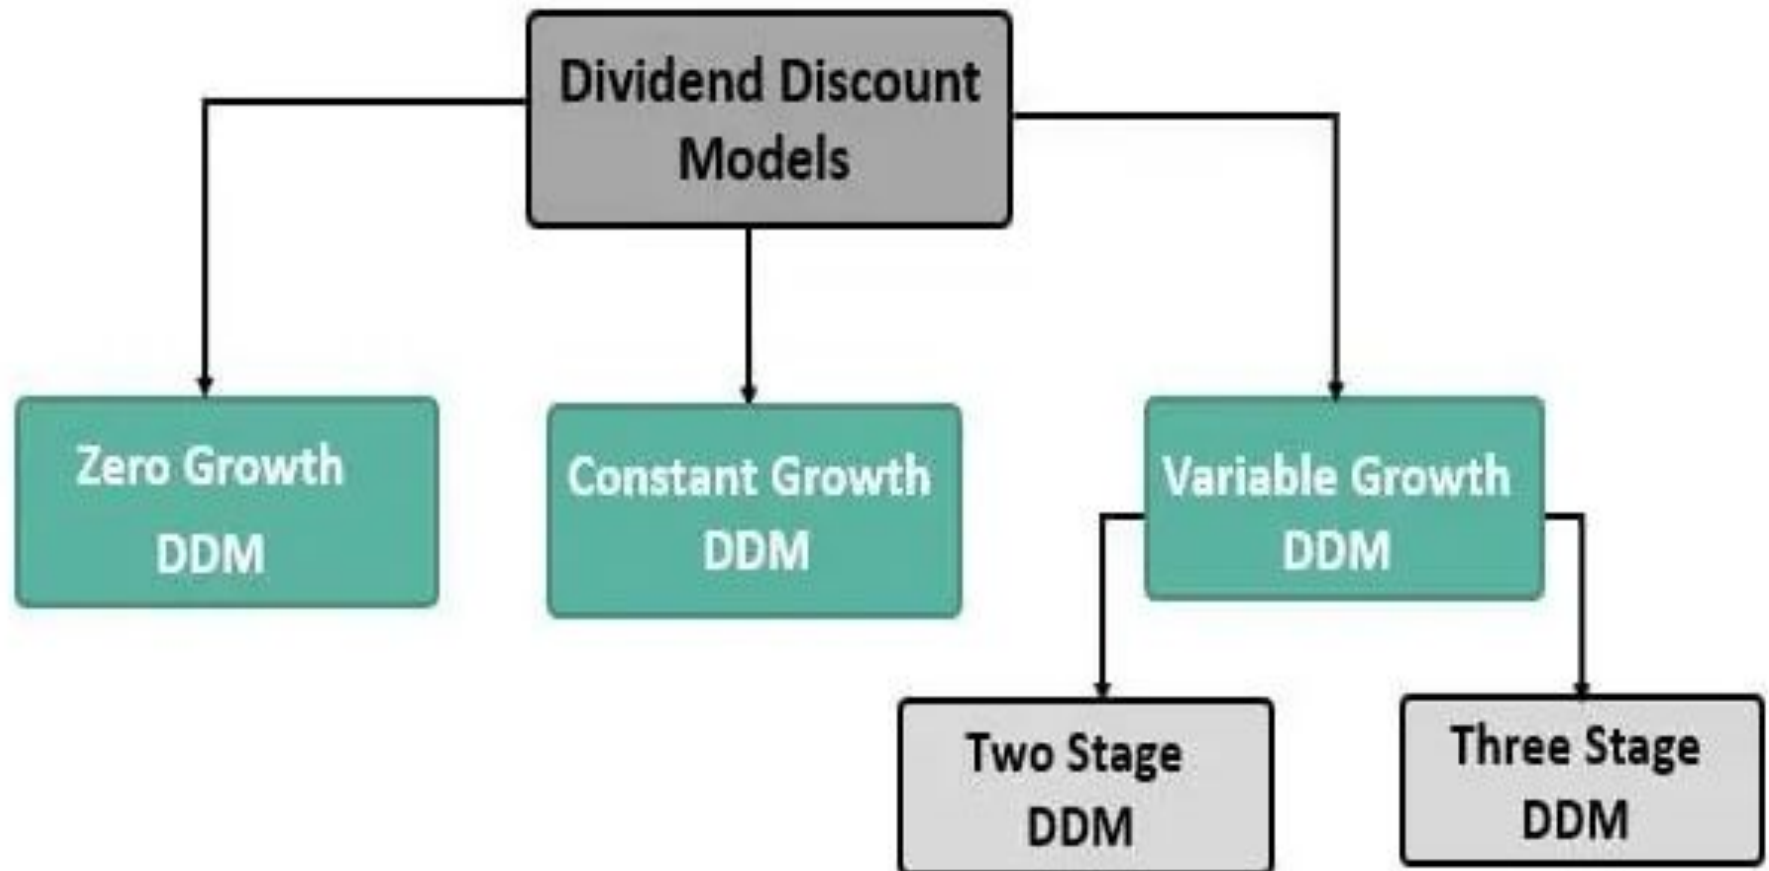 Dividend Discount
Models
Zero Growth
DDM
Constant Growth
DDM
Variable Growth
DDM
Two Stage
DDM
Three Stage
DDM